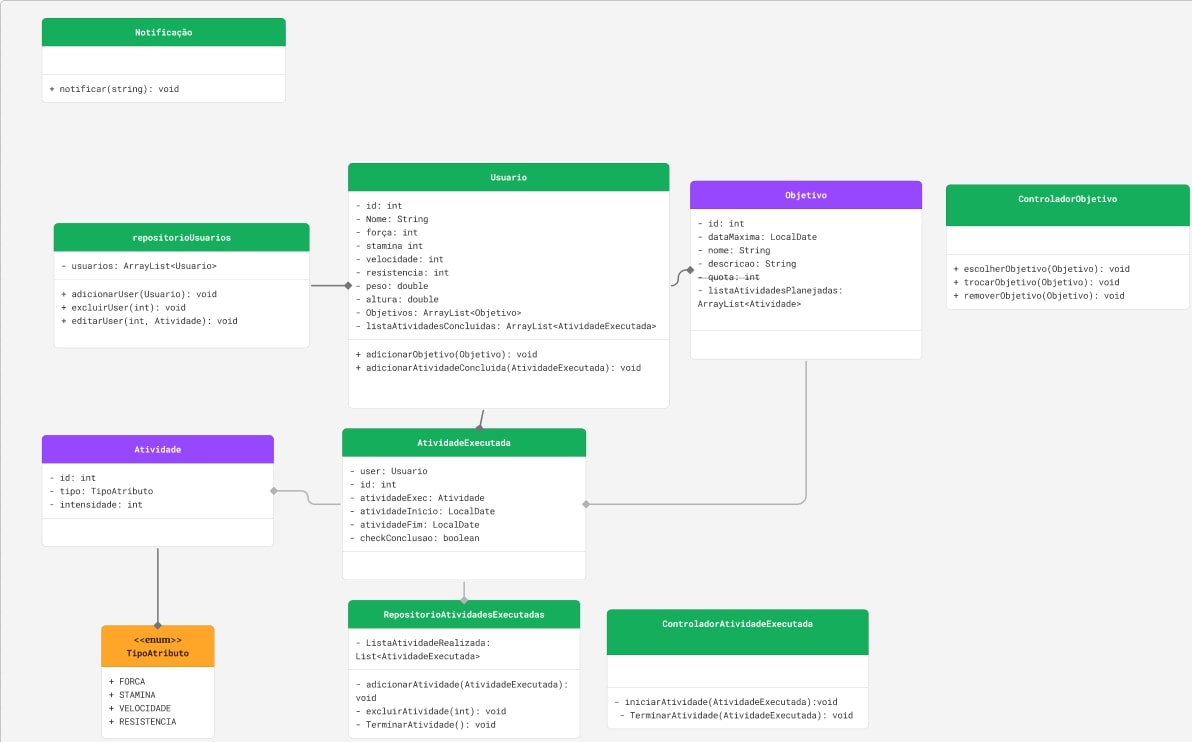 Notificação
+ notificar(string): void
Usuario
- id: int
- Nome: String
- força: int
- stamina int
- velocidade: int
- resistencia: int
- peso: double
- altura: double
- Objetivos: ArrayList<Objetivo>
- listaAtividadesConcluidas: ArrayList<AtividadeExecutada>
+ adicionarObjetivo(Objetivo): void
+ adicionarAtividadeConcluida(AtividadeExecutada): void
Objetivo
- id: int
- dataMaxima: LocalDate
- nome: String
- descricao: String
- quota: int
- listaAtividadesPlanejadas:
ArrayList<Atividade>
ControladorObjetivo
+ escolherObjetivo(Objetivo): void
+ trocarObjetivo(Objetivo): void
+ removerObjetivo(Objetivo): void
repositorioUsuarios
- usuarios: ArrayList<Usuario>
+ adicionarUser(Usuario): void
+ excluirUser(int): void
+ editarUser(int, Atividade): void
Atividade
- id: int
- tipo: TipoAtributo
- intensidade: int
AtividadeExecutada
- user: Usuario
- id: int
- atividadeExec: Atividade
- atividadeInicio: LocalDate
- atividadeFim: LocalDate
- checkConclusao: boolean
<<enum>>
TipoAtributo
+ FORCA
+ STAMINA
+ VELOCIDADE
+ RESISTENCIA
RepositorioAtividadesExecutadas
- ListaAtividadeRealizada:
List<AtividadeExecutada>
- adicionarAtividade(AtividadeExecutada):
void
- excluirAtividade(int): void
- TerminarAtividade(): void
ControladorAtividadeExecutada
- iniciarAtividade(AtividadeExecutada):void
- TerminarAtividade(AtividadeExecutada): void